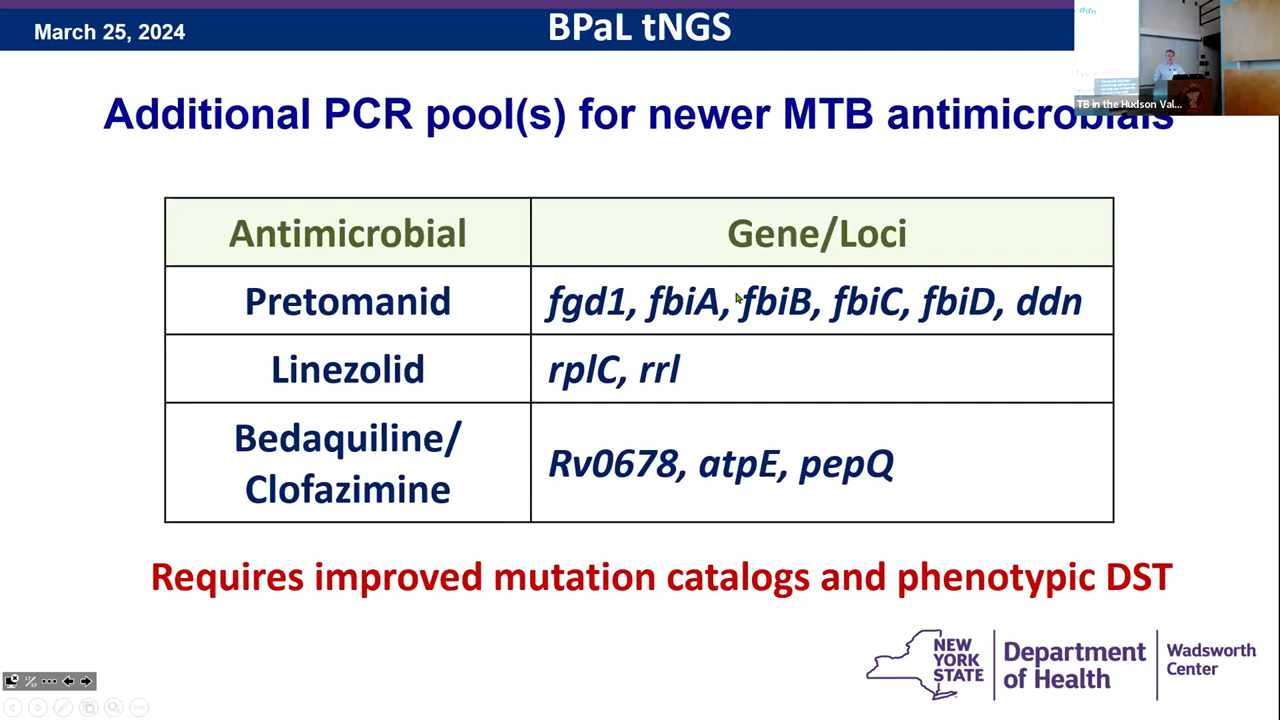 March 25, 2024
BPaL tNGS
ddn
TB in the Hudson Val...
Additional PCR pool(s) for newer MTB antimicrobials
Antimicrobial
Gene/Loci
Pretomanid
fgd1, fbiA, fbiB, fbiC, fbiD, ddn
Linezolid
rplC, rrl
Bedaquiline/
Clofazimine
Rv0678, atpE, pepQ
Requires improved mutation catalogs and phenotypic DST
NEW
YORK
STATE
Department
of Health
Wadsworth
Center